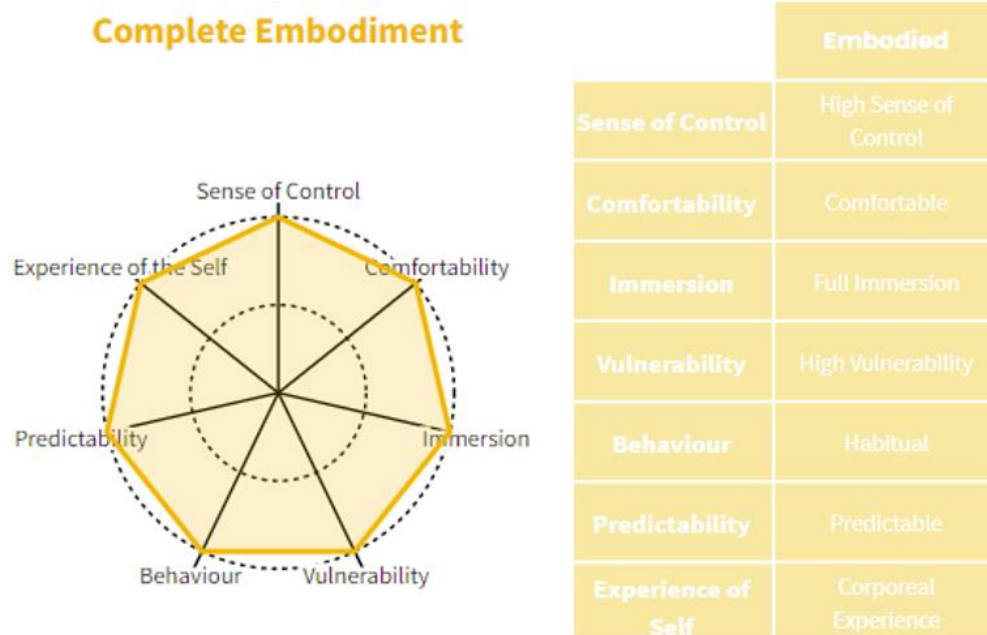 Complete Embodiment
Sense of Control
Experience of the Self
Comfortability
Predictability
Immersion
Behaviour
Vulnerability
Embodied
Sense of Control
High Sense of
Control
Comfortability
Comfortable
Immersion
Full Immersion
Vulnerability
High Vulnerability
Behaviour
Habitual
Predictability
Predictable
Experience of
Self
Corporeal
Experience